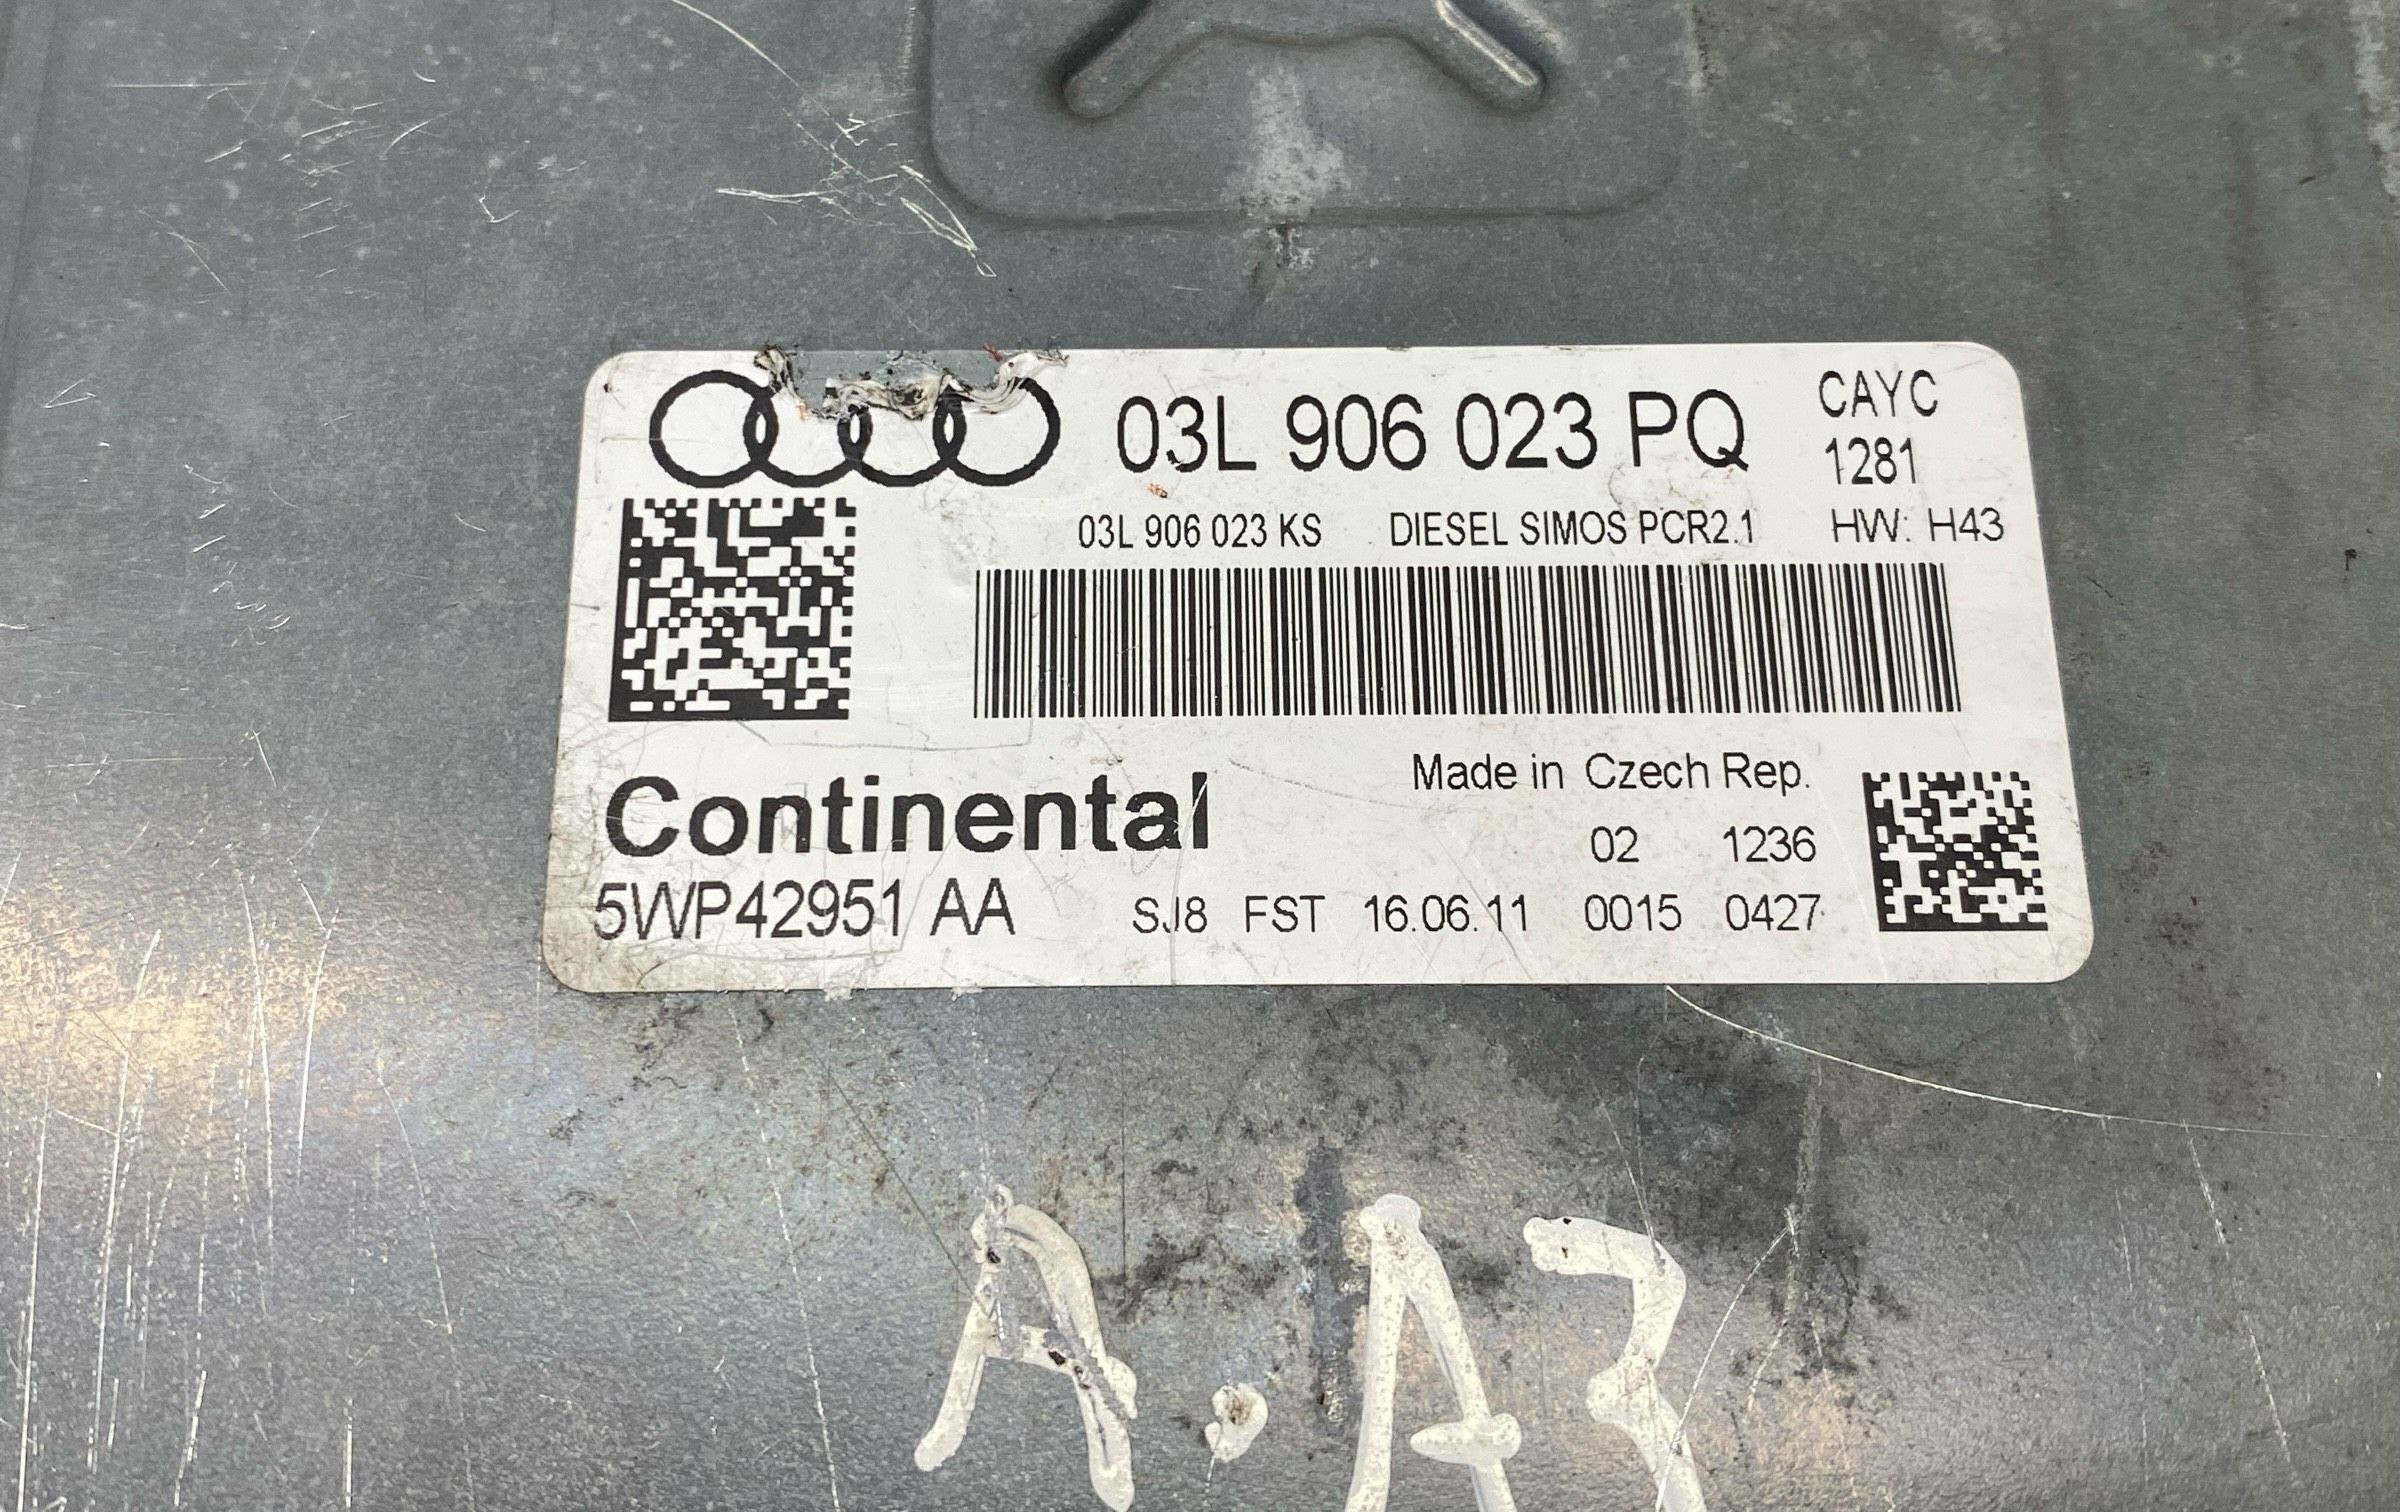 03L 906 023 PQ CAYC
1281
03L 906 023 KS DIESEL SIMOS PCR2.1 HW: H43
Continental
Made in Czech Rep.
02 1236
5WP42951 AA SJ8 FST 16.06.11 0015 0427
A.A3